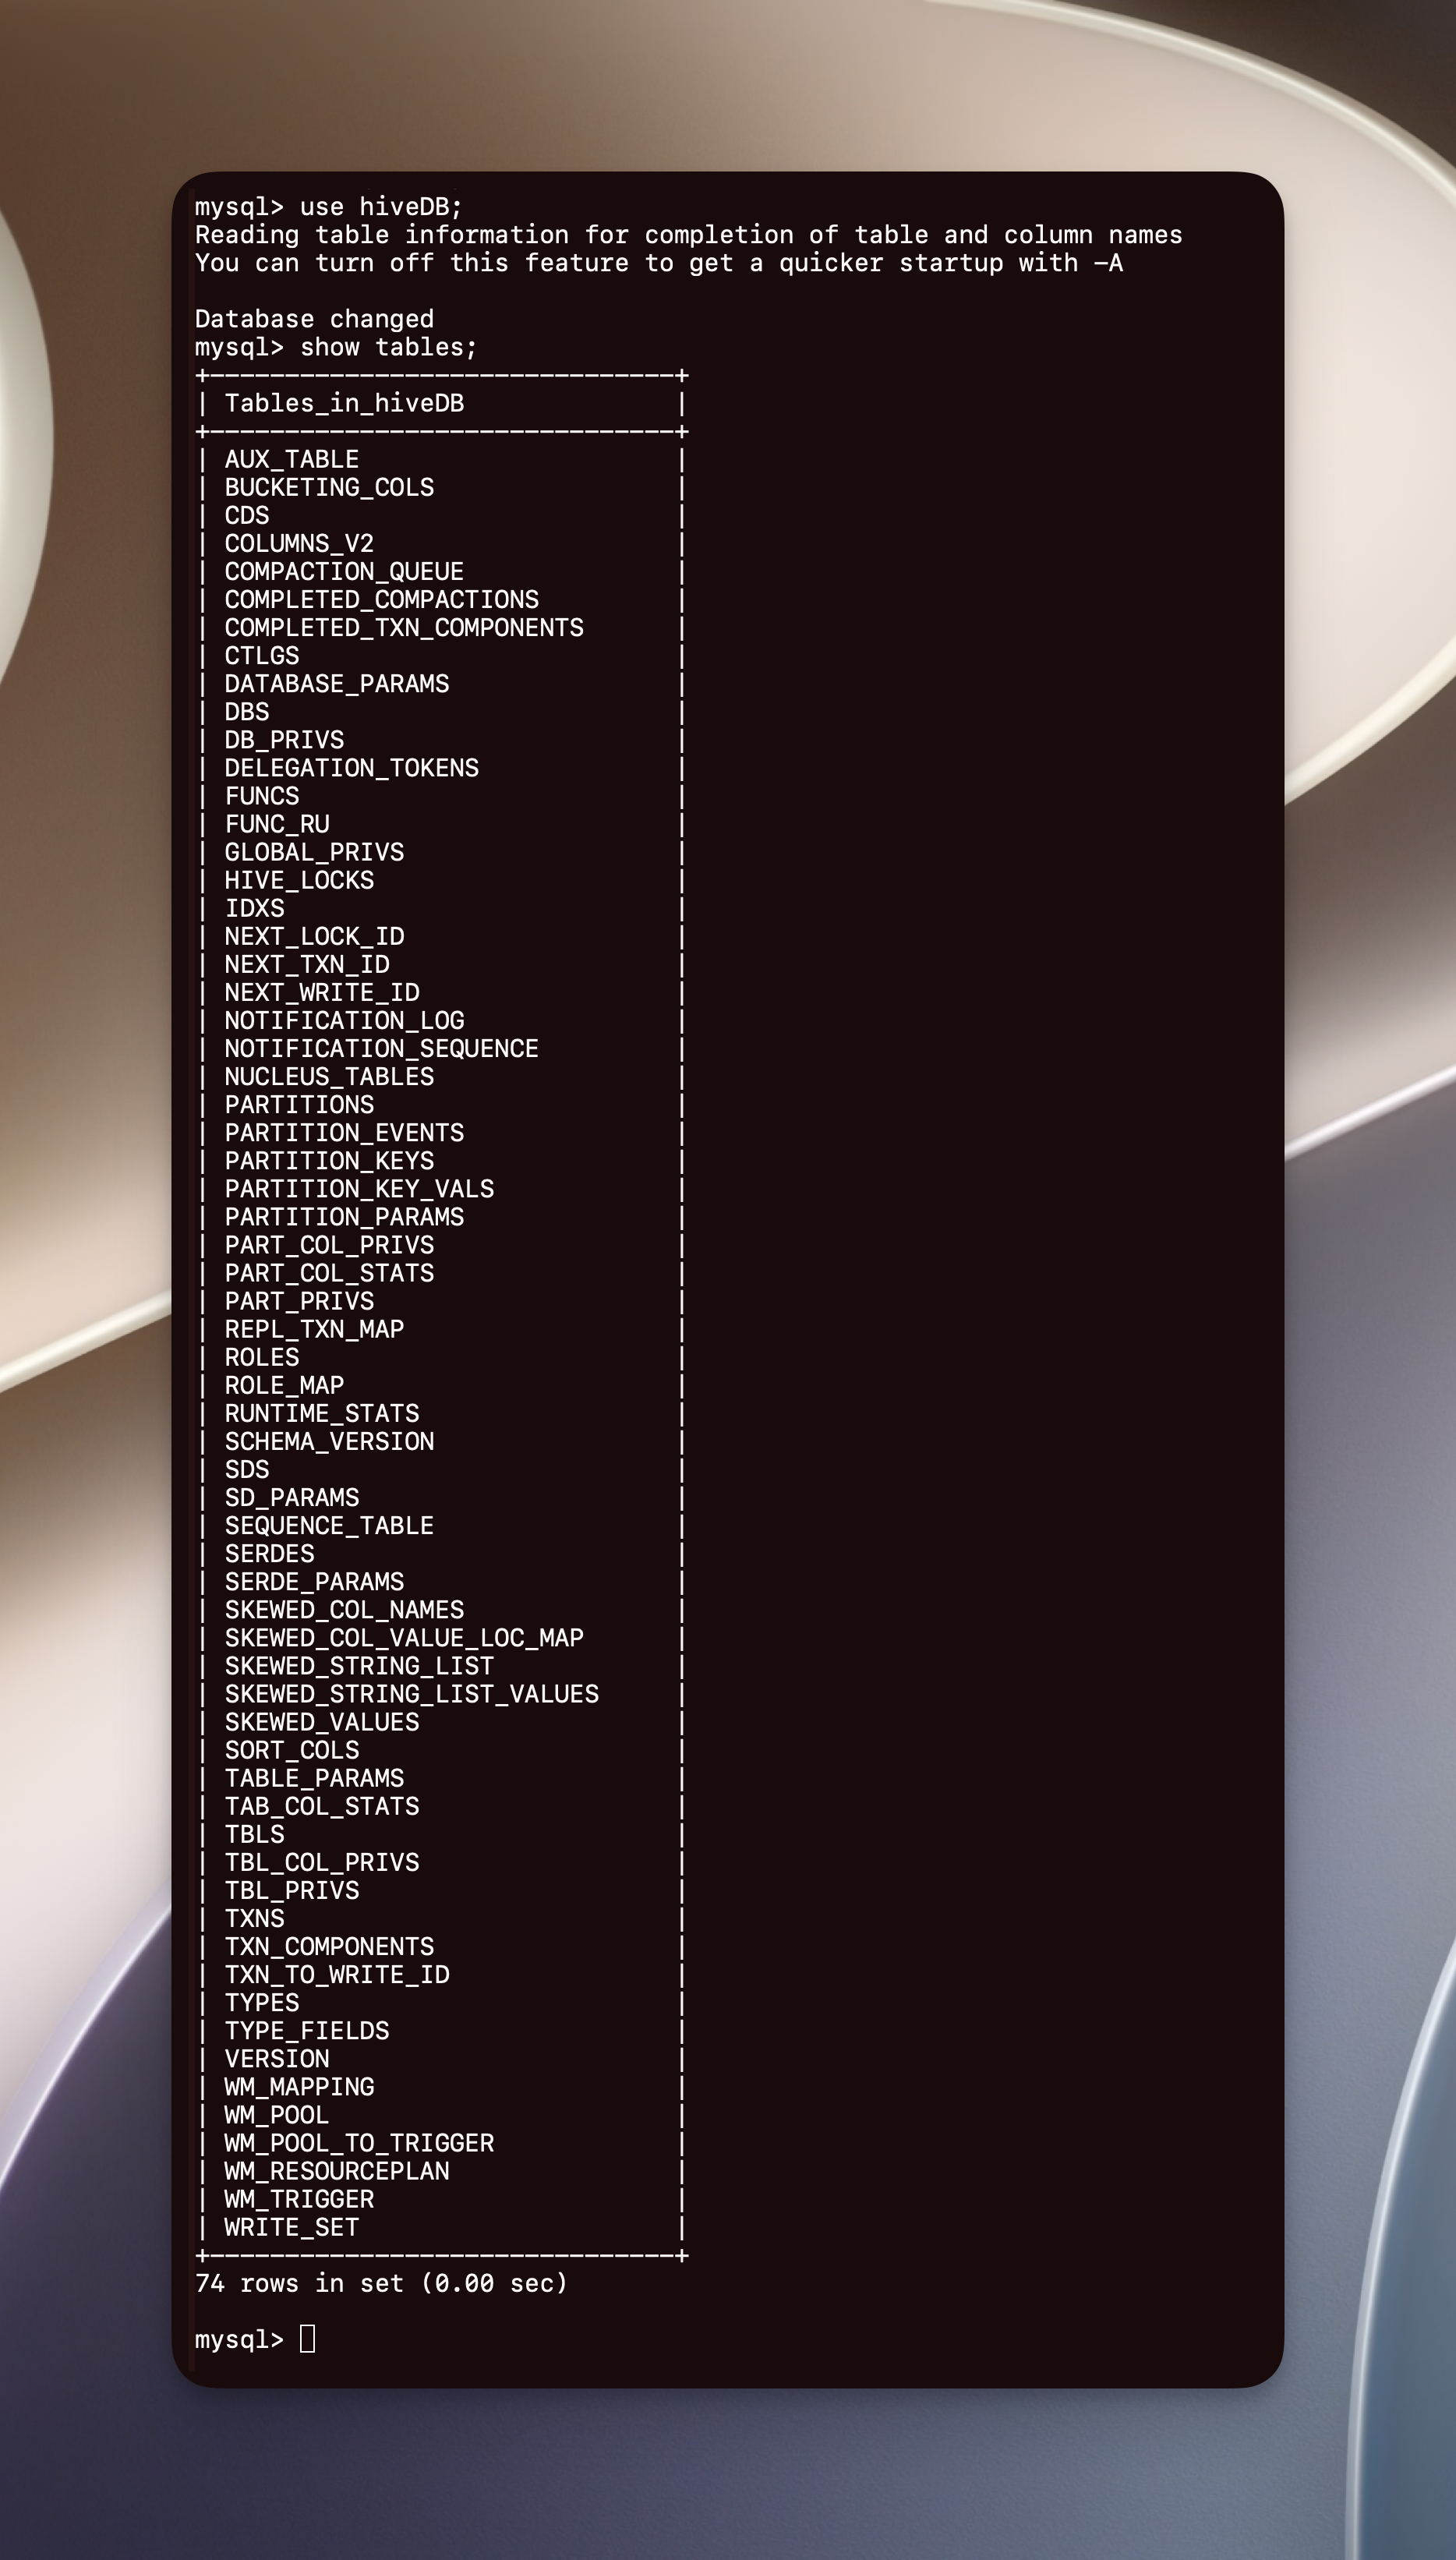 mysql> use hiveDB;
Reading table information for completion of table and column names
You can turn off this feature to get a quicker startup with -A

Database changed
mysql> show tables;
+-------------------------------+
| Tables_in_hiveDB              |
+-------------------------------+
| AUX_TABLE                     |
| BUCKETING_COLS                |
| CDS                           |
| COLUMNS_V2                    |
| COMPACTION_QUEUE              |
| COMPLETED_COMPACTIONS         |
| COMPLETED_TXN_COMPONENTS      |
| CTLGS                         |
| DATABASE_PARAMS               |
| DBS                           |
| DB_PRIVS                      |
| DELEGATION_TOKENS             |
| FUNCS                         |
| FUNC_RU                       |
| GLOBAL_PRIVS                  |
| HIVE_LOCKS                    |
| IDXS                          |
| NEXT_LOCK_ID                  |
| NEXT_TXN_ID                   |
| NEXT_WRITE_ID                 |
| NOTIFICATION_LOG              |
| NOTIFICATION_SEQUENCE         |
| NUCLEUS_TABLES                |
| PARTITIONS                    |
| PARTITION_EVENTS              |
| PARTITION_KEYS                |
| PARTITION_KEY_VALS            |
| PARTITION_PARAMS              |
| PART_COL_PRIVS                |
| PART_COL_STATS                |
| PART_PRIVS                    |
| REPL_TXN_MAP                  |
| ROLES                         |
| ROLE_MAP                      |
| RUNTIME_STATS                 |
| SCHEMA_VERSION                |
| SDS                           |
| SD_PARAMS                     |
| SEQUENCE_TABLE                |
| SERDES                        |
| SERDE_PARAMS                  |
| SKEWED_COL_NAMES              |
| SKEWED_COL_VALUE_LOC_MAP      |
| SKEWED_STRING_LIST            |
| SKEWED_STRING_LIST_VALUES     |
| SKEWED_VALUES                 |
| SORT_COLS                     |
| TABLE_PARAMS                  |
| TAB_COL_STATS                 |
| TBLS                          |
| TBL_COL_PRIVS                 |
| TBL_PRIVS                     |
| TXNS                          |
| TXN_COMPONENTS                |
| TXN_TO_WRITE_ID               |
| TYPES                         |
| TYPE_FIELDS                   |
| VERSION                       |
| WM_MAPPING                    |
| WM_POOL                       |
| WM_POOL_TO_TRIGGER            |
| WM_RESOURCEPLAN               |
| WM_TRIGGER                    |
| WRITE_SET                     |
+-------------------------------+
74 rows in set (0.00 sec)

mysql>